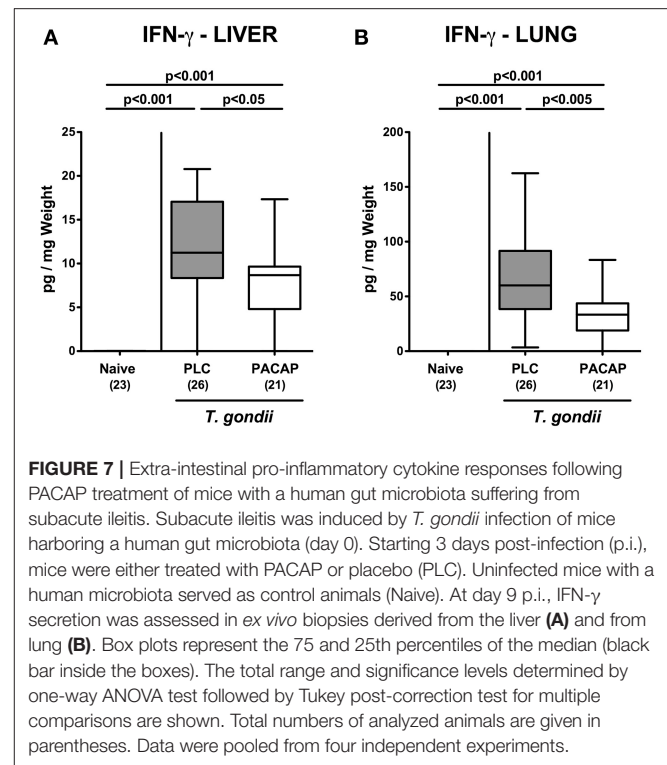 A IFN-γ - LIVER
p<0.001
p<0.001 p<0.05
25
20
15
10
5
0
pg / mg Weight
Naive PLC PACAP
(23) (26) (21)
T. gondii
B IFN-γ - LUNG
p<0.001
p<0.001 p<0.005
200
150
100
50
0
pg / mg Weight
Naive PLC PACAP
(23) (26) (21)
T. gondii
FIGURE 7 | Extra-intestinal pro-inflammatory cytokine responses following
PACAP treatment of mice with a human gut microbiota suffering from
subacute ileitis. Subacute ileitis was induced by T. gondii infection of mice
harboring a human gut microbiota (day 0). Starting 3 days post-infection (p.i.),
mice were either treated with PACAP or placebo (PLC). Uninfected mice with a
human microbiota served as control animals (Naive). At day 9 p.i., IFN-γ
secretion was assessed in ex vivo biopsies derived from the liver (A) and from
lung (B). Box plots represent the 75 and 25th percentiles of the median (black
bar inside the boxes). The total range and significance levels determined by
one-way ANOVA test followed by Tukey post-correction test for multiple
comparisons are shown. Total numbers of analyzed animals are given in
parentheses. Data were pooled from four independent experiments.